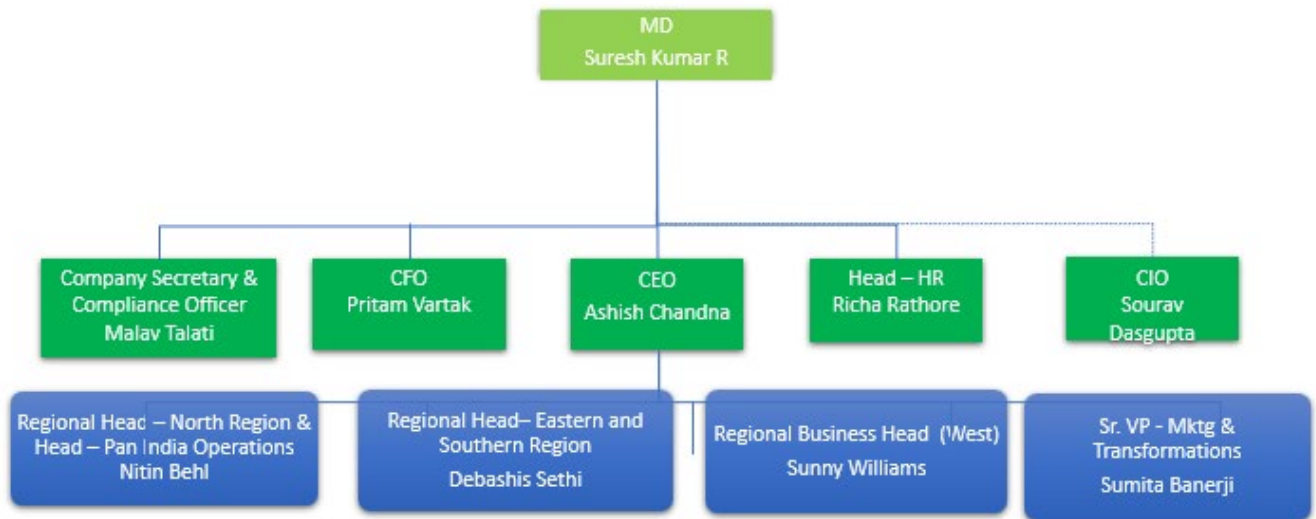 MD
Suresh Kumar R
Company Secretary &
Compliance Officer
Malav Talati
CFO
Pritam Vartak
CEO
Ashish Chandna
Head – HR
Richa Rathore
CIO
Sourav
Dasgupta
Regional Head – North Region &
Head – Pan India Operations
Nitin Behl
Regional Head– Eastern and
Southern Region
Debashis Sethi
Regional Business Head (West)
Sunny Williams
Sr. VP - Mktg &
Transformations
Sumita Banerji